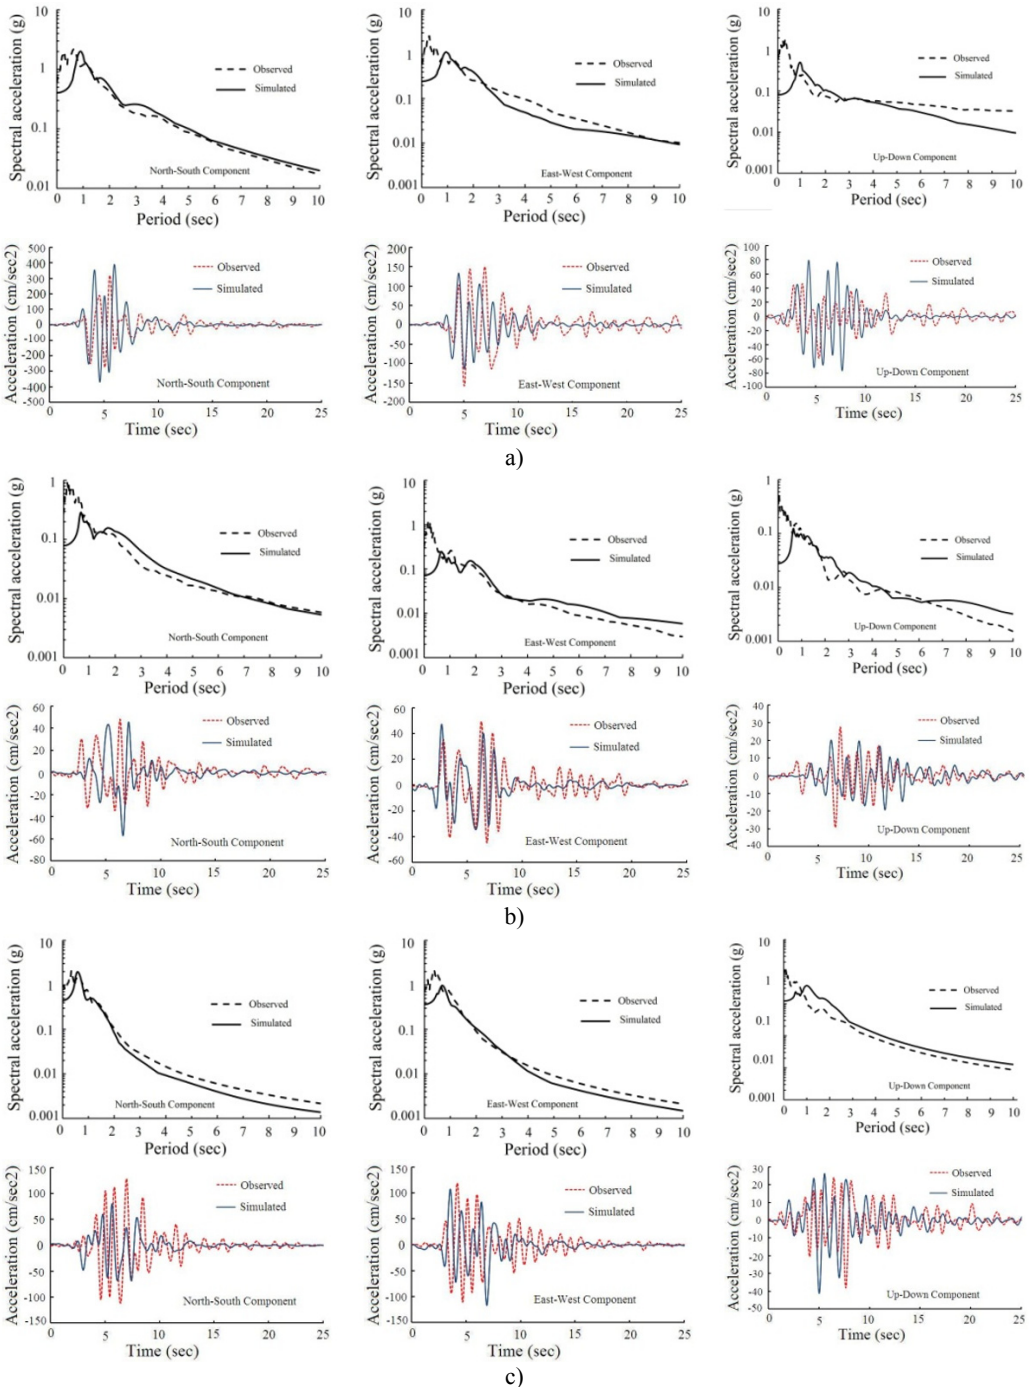 Spectral acceleration (g)
10
1
0.1
0.01
0 1 2 3 4 5 6 7 8 9 10
Period (sec)
Observed
Simulated
North-South Component
Spectral acceleration (g)
10
1
0.1
0.01
0.001
0 1 2 3 4 5 6 7 8 9 10
Period (sec)
Observed
Simulated
East-West Component
Spectral acceleration (g)
10
1
0.1
0.01
0.001
0 1 2 3 4 5 6 7 8 9 10
Period (sec)
Observed
Simulated
Up-Down Component
Acceleration (cm/sec2)
500
400
300
200
100
0
-100
-200
-300
-400
-500
0 5 10 15 20 25
Time (sec)
Observed
Simulated
North-South Component
Acceleration (cm/sec2)
200
150
100
50
0
-50
-100
-150
-200
0 5 10 15 20 25
Time (sec)
Observed
Simulated
East-West Component
Acceleration (cm/sec2)
100
80
60
40
20
0
-20
-40
-60
-80
-100
0 5 10 15 20 25
Time (sec)
Observed
Simulated
Up-Down Component
a)
Spectral acceleration (g)
1
0.1
0.01
0.001
0 1 2 3 4 5 6 7 8 9 10
Period (sec)
Observed
Simulated
North-South Component
Spectral acceleration (g)
10
1
0.1
0.01
0.001
0 1 2 3 4 5 6 7 8 9 10
Period (sec)
Observed
Simulated
East-West Component
Spectral acceleration (g)
1
0.1
0.01
0.001
0 1 2 3 4 5 6 7 8 9 10
Period (sec)
Observed
Simulated
Up-Down Component
Acceleration (cm/sec2)
60
40
20
0
-20
-40
-60
-80
0 5 10 15 20 25
Time (sec)
Observed
Simulated
North-South Component
Acceleration (cm/sec2)
60
40
20
0
-20
-40
60
0 5 10 15 20 25
Time (sec)
Observed
Simulated
East-West Component
Acceleration (cm/sec2)
40
30
20
10
0
-10
-20
-30
-40
0 5 10 15 20 25
Time (sec)
Observed
Simulated
Up-Down Component
b)
Spectral acceleration (g)
10
1
0.1
0.01
0.001
0 1 2 3 4 5 6 7 8 9 10
Period (sec)
Observed
Simulated
North-South Component
Spectral acceleration (g)
10
1
0.1
0.01
0.001
0 1 2 3 4 5 6 7 8 9 10
Period (sec)
Observed
Simulated
East-West Component
Spectral acceleration (g)
10
1
0.1
0.01
0.001
0 1 2 3 4 5 6 7 8 9 10
Period (sec)
Observed
Simulated
Up-Down Component
Acceleration (cm/sec2)
150
100
50
0
-50
-100
-150
0 5 10 15 20 25
Time (sec)
Observed
Simulated
North-South Component
Acceleration (cm/sec2)
150
100
50
0
-50
-100
-150
0 5 10 15 20 25
Time (sec)
Observed
Simulated
East-West Component
Acceleration (cm/sec2)
30
20
10
0
10
20
30
40
50
0 5 10 15 20 25
Time (sec)
Observed
Simulated
Up-Down Component
c)